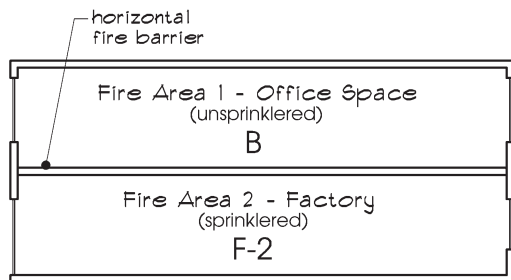 horizontal
fire barrier
Fire Area 1 - Office Space
(unsprinklered)
B
Fire Area 2 - Factory
(sprinklered)
F-2